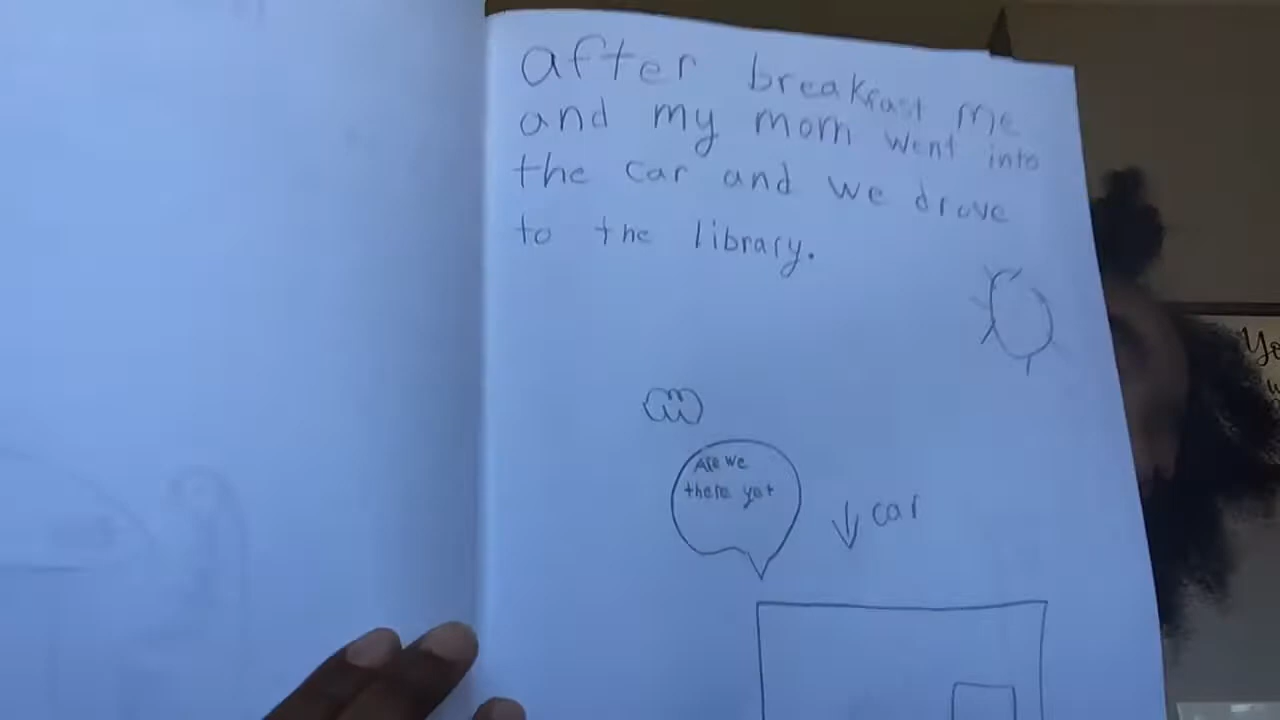 after breakfast me
and my mom went into
the car and we drove
to the library.
Are we
there yet
car
Yo